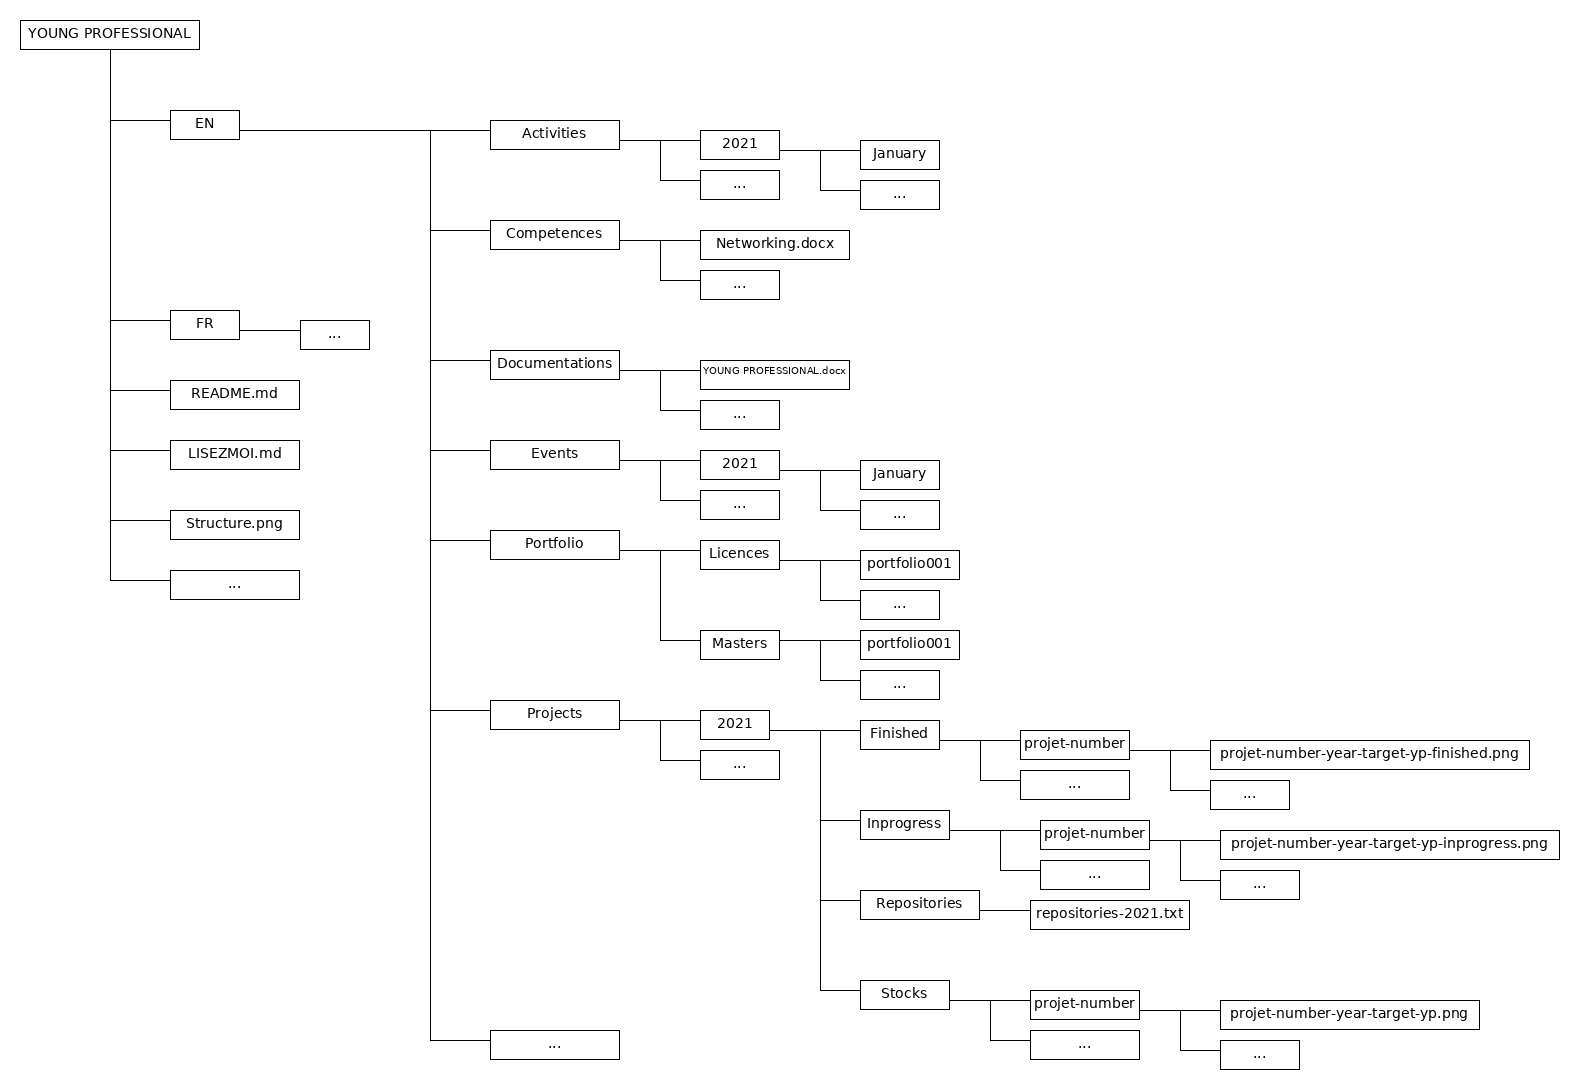 YOUNG PROFESSIONAL
EN
Activities
2021
January
...
...
Competences
Networking.docx
...
FR
...
Documentations
YOUNG PROFESSIONAL.docx
...
README.md
LISEZMOI.md
Events
2021
January
...
...
Structure.png
Portfolio
Licences
portfolio001
...
...
Masters
portfolio001
...
Projects
2021
Finished
projet-number
projet-number-year-target-yp-finished.png
...
...
...
Inprogress
projet-number
projet-number-year-target-yp-inprogress.png
...
...
Repositories
repositories-2021.txt
Stocks
projet-number
projet-number-year-target-yp.png
...
...
...